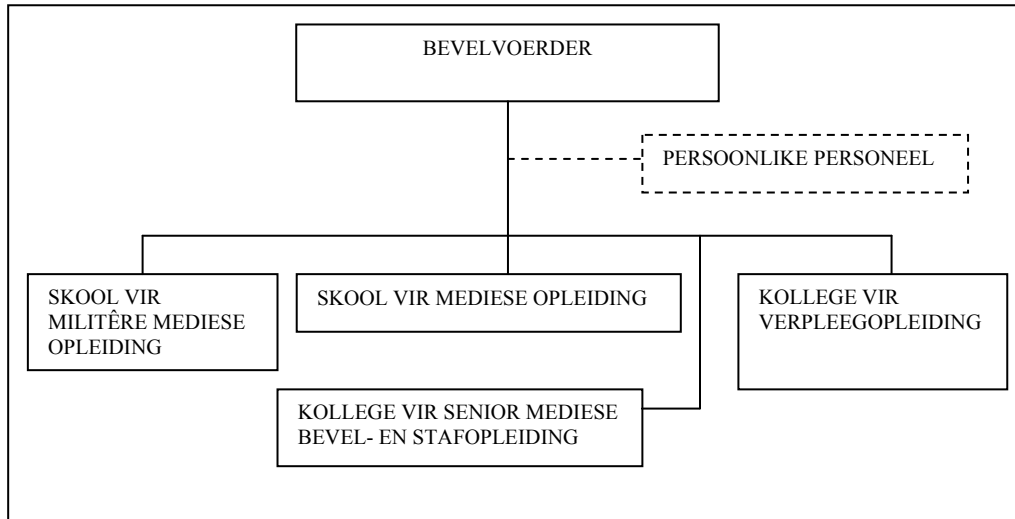 BEVELVOERDER
PERSOONLIKE PERSONEEL
SKOOL VIR
MILITÊRE MEDIESE
OPLEIDING
SKOOL VIR MEDIESE OPLEIDING
KOLLEGE VIR
VERPLEEGOPLEIDING
KOLLEGE VIR SENIOR MEDIESE
BEVEL- EN STAFOPLEIDING